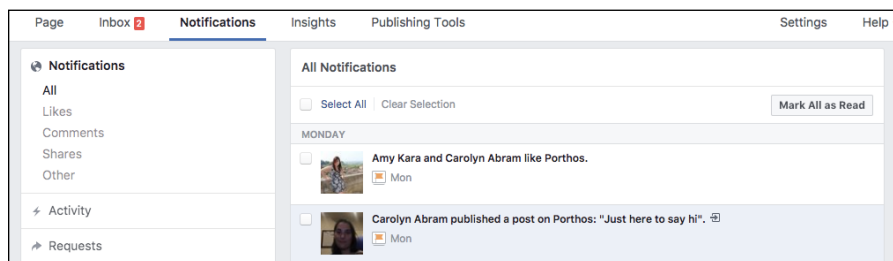 Page Inbox 2 Notifications Insights Publishing Tools Settings Help
Notifications
All
Likes
Comments
Shares
Other
Activity
Requests
All Notifications
Select All Clear Selection Mark All as Read
MONDAY
Amy Kara and Carolyn Abram like Porthos.
Mon
Carolyn Abram published a post on Porthos: "Just here to say hi".
Mon